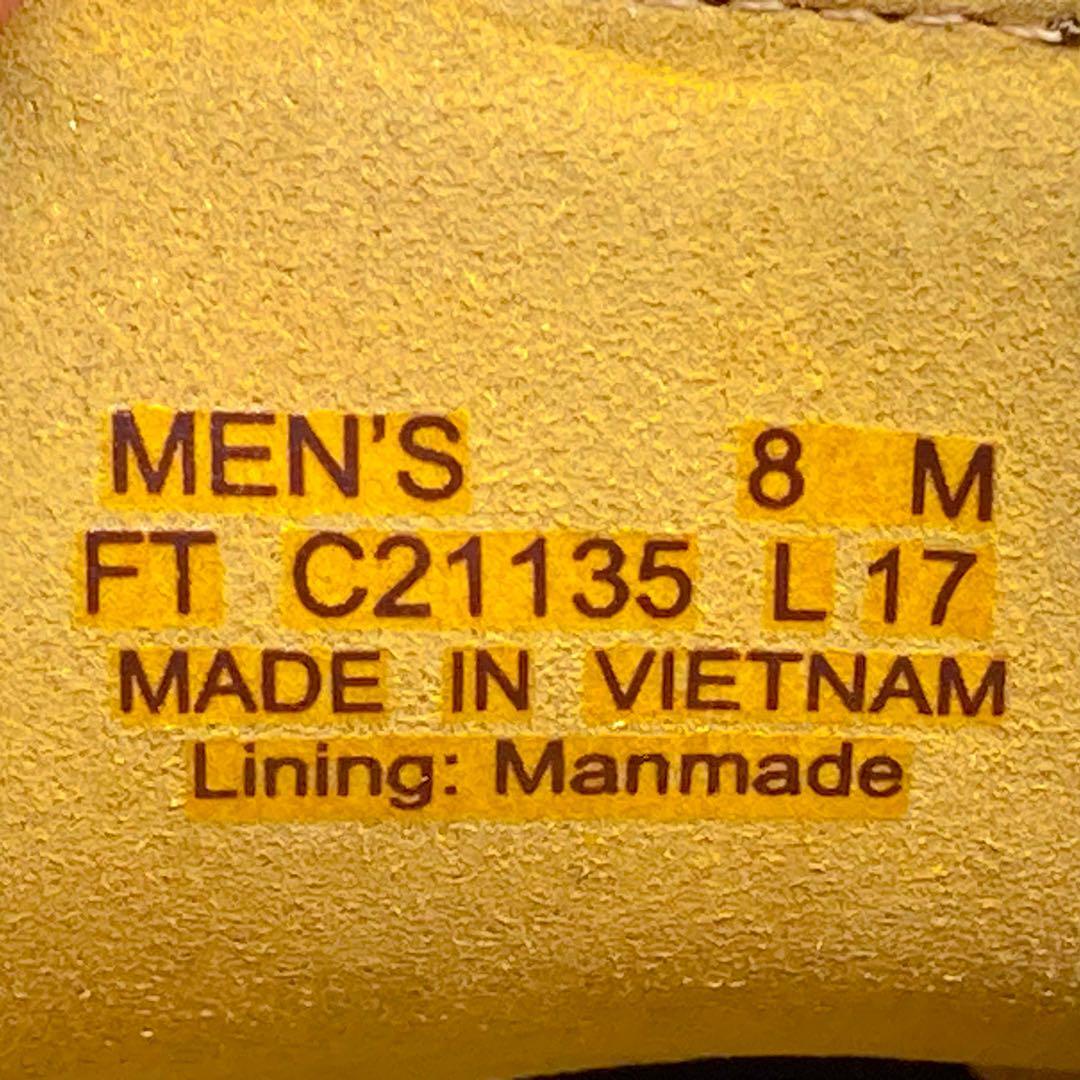 MEN'S 8 M
FT C21135 L 17
MADE IN VIETNAM
Lining: Manmade